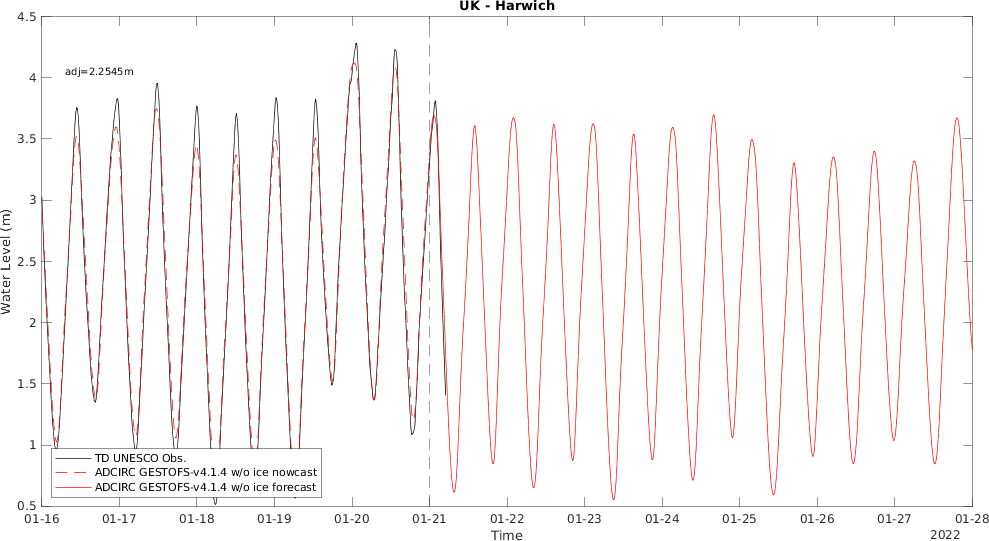 UK - Harwich
4.5
4
3.5
3
2.5
2
1.5
1
0.5
Water Level (m)
adj=2.2545m
TD UNESCO Obs.
ADCIRC GESTOFS-v4.1.4 w/o ice nowcast
ADCIRC GESTOFS-v4.1.4 w/o ice forecast
01-16 01-17 01-18 01-19 01-20 01-21 01-22 01-23 01-24 01-25 01-26 01-27 01-28
Time
2022